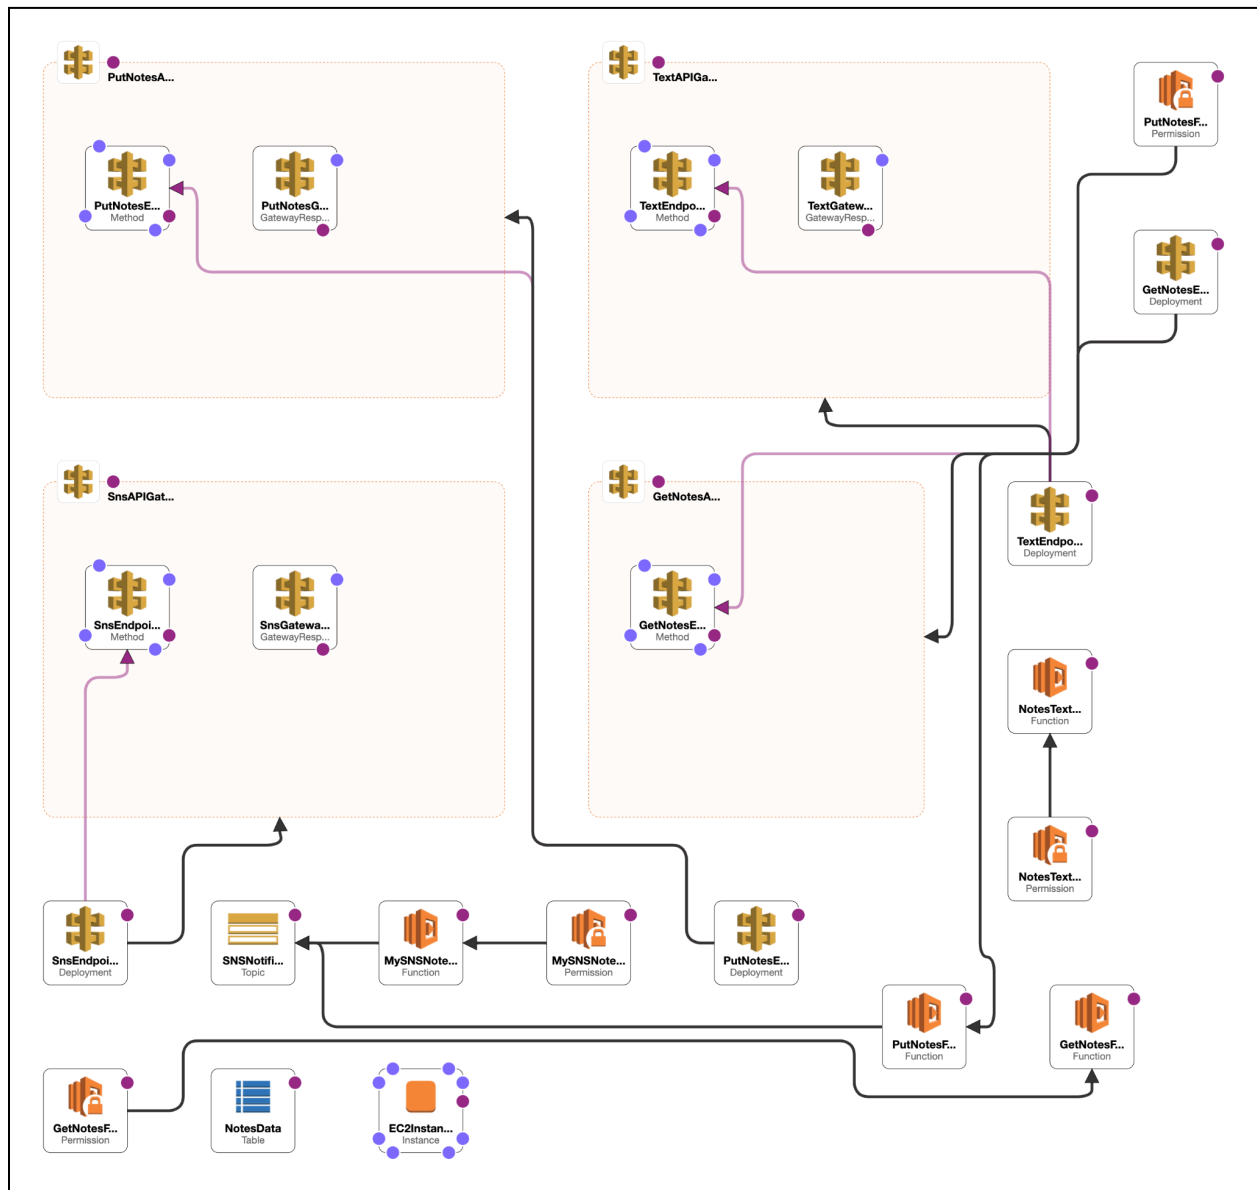 PutNotesA...
TextAPIGa...
PutNotesF...
Permission
PutNotesE...
Method
PutNotesG...
GatewayResp...
TextEndpo...
Method
TextGatew...
GatewayResp...
GetNotesE...
Deployment
SnsAPIGat...
GetNotesA...
TextEndpo...
Deployment
SnsEndpoi...
Method
SnsGatewa...
GatewayResp...
GetNotesE...
Method
NotesText...
Function
NotesText...
Permission
SnsEndpoi...
Deployment
SNSNotifi...
Topic
MySNSNote...
Function
MySNSNote...
Permission
PutNotesE...
Deployment
PutNotesF...
Function
GetNotesF...
Function
GetNotesF...
Permission
NotesData
Table
EC2Instan...
Instance